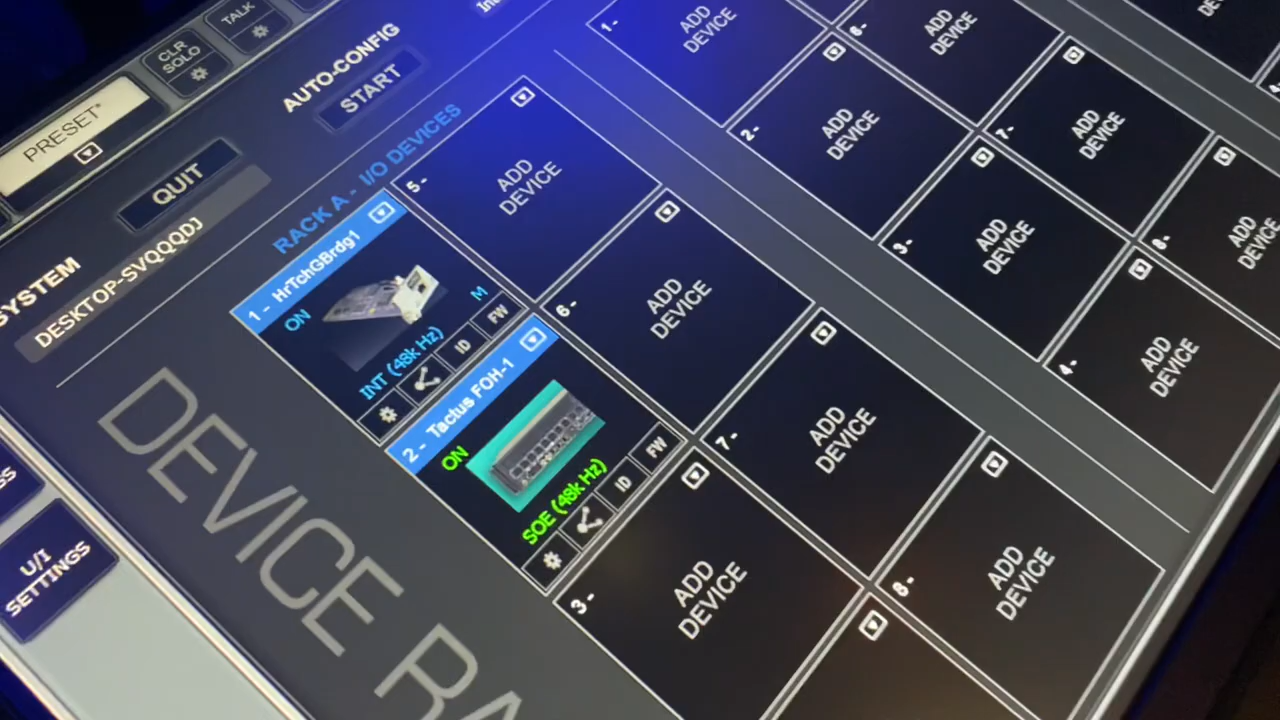 TALK
CLR
SOLO
PRESET*
AUTO-CONFIG
START
QUIT
SYSTEM
DESKTOP-SVQQQDJ
RACK A - I/O DEVICES
1 - HrTchGBrdg1
ON
M
INT (48k Hz)
ID
FW
2 - Tactus FOH-1
ON
SOE (48k Hz)
ID
FW
3-
ADD
DEVICE
5-
ADD
DEVICE
6-
ADD
DEVICE
7-
ADD
DEVICE
8-
ADD
DEVICE
1-
ADD
DEVICE
2-
ADD
DEVICE
3-
ADD
DEVICE
4-
ADD
DEVICE
6-
ADD
DEVICE
7-
ADD
DEVICE
8-
ADD
DEVICE
DEVICE
U/I
SETTINGS